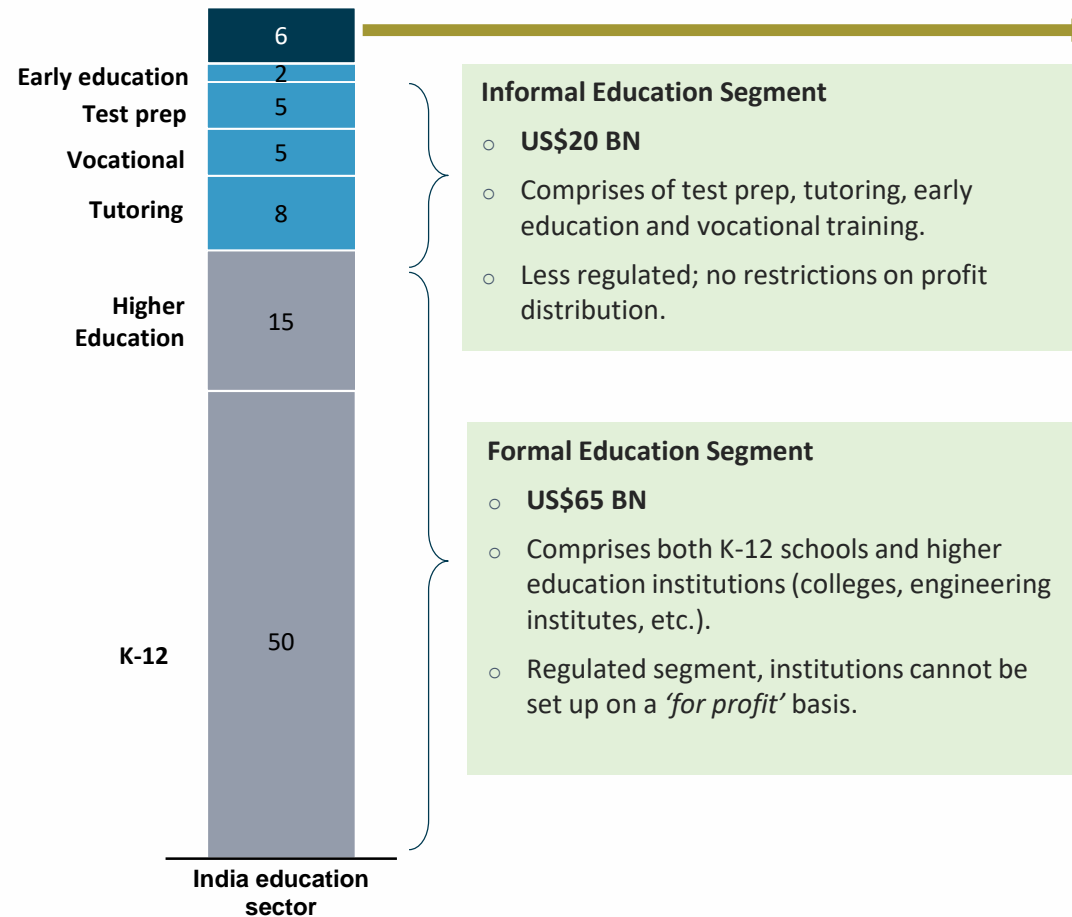 6
Early education
2
Test prep
5
Vocational
5
Tutoring
8
Higher
Education
15
K-12
50
India education
sector
Informal Education Segment
o US$20 BN
o Comprises of test prep, tutoring, early
education and vocational training.
o Less regulated; no restrictions on profit
distribution.
Formal Education Segment
o US$65 BN
o Comprises both K-12 schools and higher
education institutions (colleges, engineering
institutes, etc.).
o Regulated segment, institutions cannot be
set up on a ‘for profit’ basis.